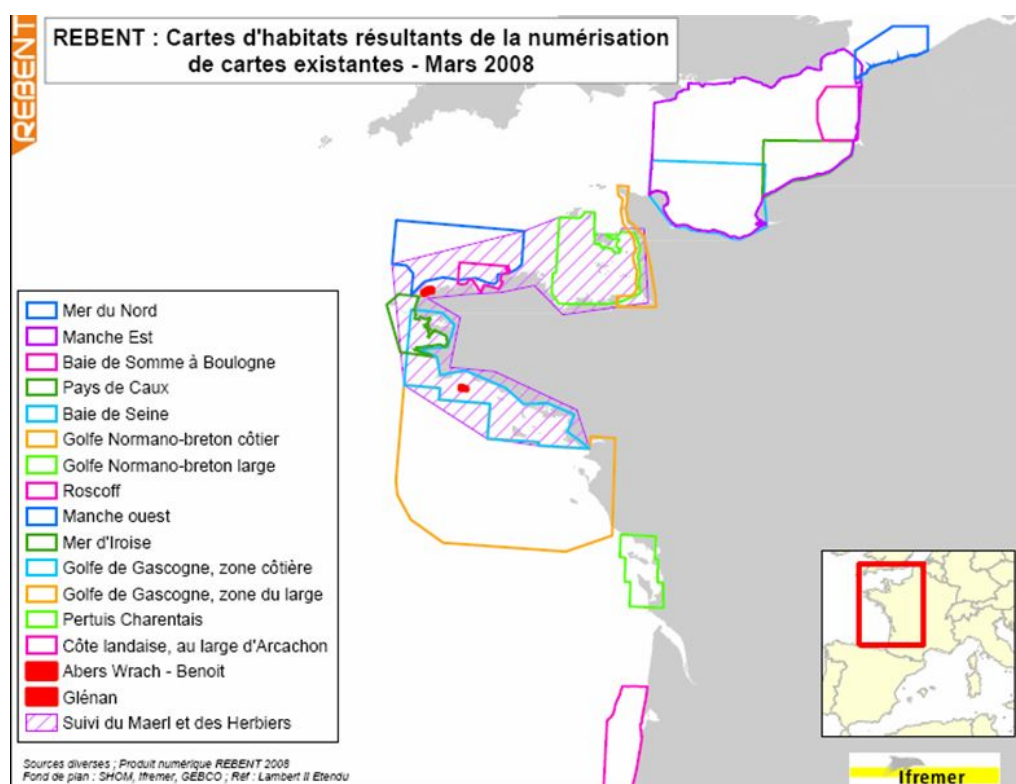 REBENT
REBENT : Cartes d'habitats résultants de la numérisation
de cartes existantes - Mars 2008
Mer du Nord
Manche Est
Baie de Somme à Boulogne
Pays de Caux
Baie de Seine
Golfe Normano-breton côtier
Golfe Normano-breton large
Roscoff
Manche ouest
Mer d'Iroise
Golfe de Gascogne, zone côtière
Golfe de Gascogne, zone du large
Pertuis Charentais
Côte landaise, au large d'Arcachon
Abers Wrach - Benoit
Glénan
Suivi du Maerl et des Herbiers
Sources diverses ; Produit numérique REBENT 2008
Fond de plan : SHOM, Ifremer, GEBCO ; Réf : Lambert II Etendu
Ifremer